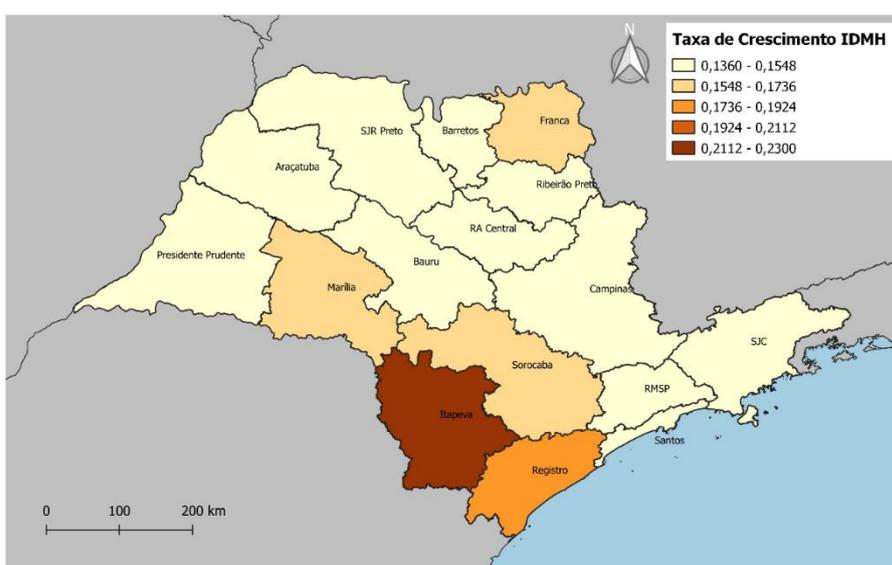 N
Taxa de Crescimento IDMH
0,1360 - 0,1548
0,1548 - 0,1736
0,1736 - 0,1924
0,1924 - 0,2112
0,2112 - 0,2300
Franca
SJR Preto
Barretos
Araçatuba
Ribeirão Preto
RA Central
Presidente Prudente
Bauru
Marília
Campinas
SJC
Sorocaba
RMSP
Itapeva
Santos
Registro
0 100 200 km